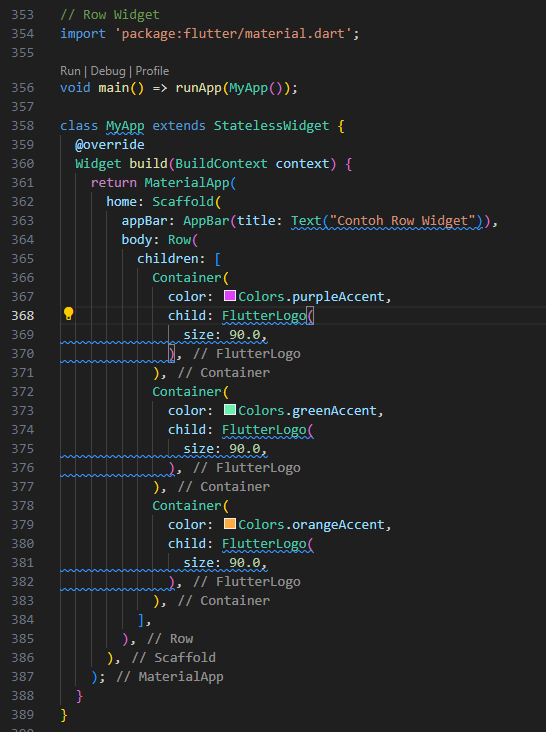 353 // Row Widget
354 import 'package:flutter/material.dart';
355
Run | Debug | Profile
356 void main() => runApp(MyApp());
357
358 class MyApp extends StatelessWidget {
359   @override
360   Widget build(BuildContext context) {
361     return MaterialApp(
362       home: Scaffold(
363         appBar: AppBar(title: Text("Contoh Row Widget")),
364         body: Row(
365           children: [
366             Container(
367               color: Colors.purpleAccent,
368               child: FlutterLogo(
369                 size: 90.0,
370               ), // FlutterLogo
371             ), // Container
372             Container(
373               color: Colors.greenAccent,
374               child: FlutterLogo(
375                 size: 90.0,
376               ), // FlutterLogo
377             ), // Container
378             Container(
379               color: Colors.orangeAccent,
380               child: FlutterLogo(
381                 size: 90.0,
382               ), // FlutterLogo
383             ), // Container
384           ],
385         ), // Row
386       ), // Scaffold
387     ); // MaterialApp
388   }
389 }